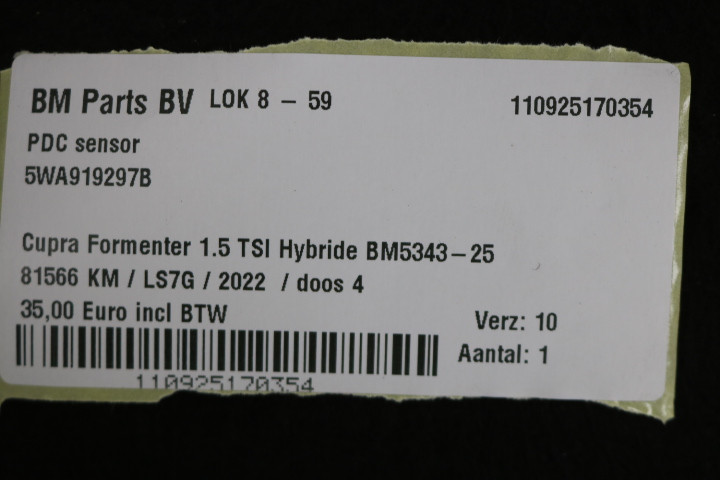 BM Parts BV LOK 8 - 59 110925170354
PDC sensor
5WA919297B
Cupra Formenter 1.5 TSI Hybride BM5343-25
81566 KM / LS7G / 2022 / doos 4
35,00 Euro incl BTW
Verz: 10
Aantal: 1
110925170354